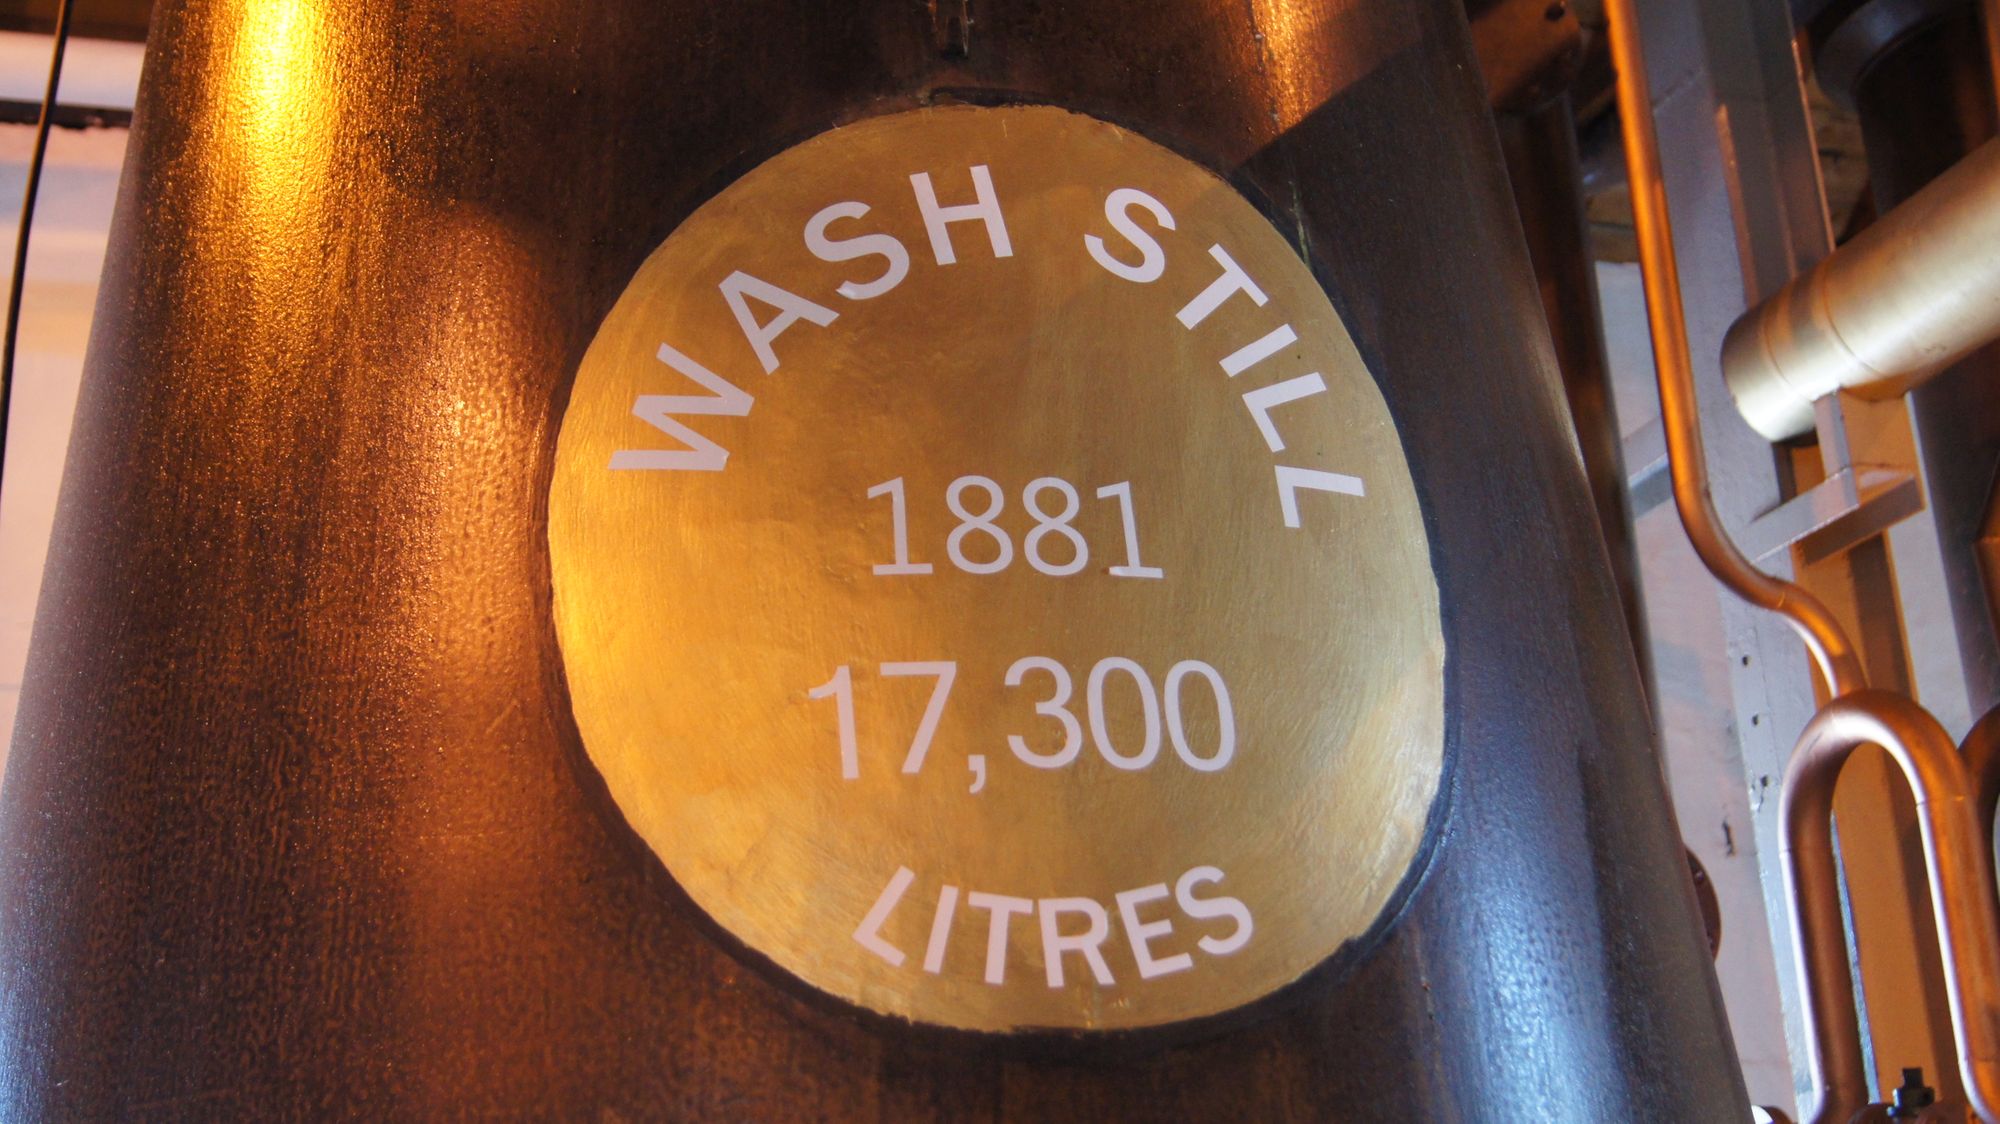 WASH STILL
1881
17,300
LITRES